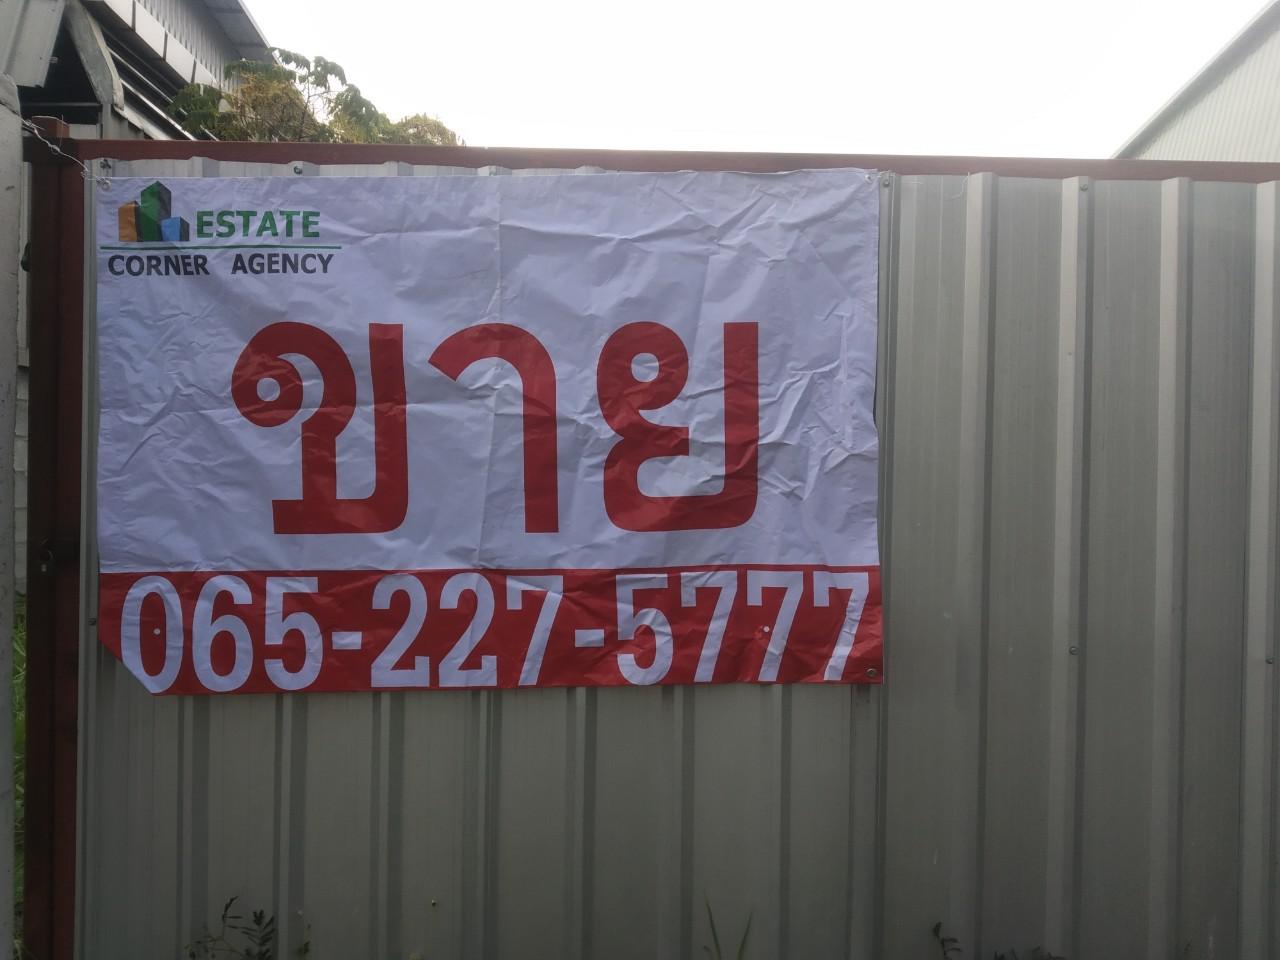 ESTATE
CORNER AGENCY
ขาย
065-227-5777